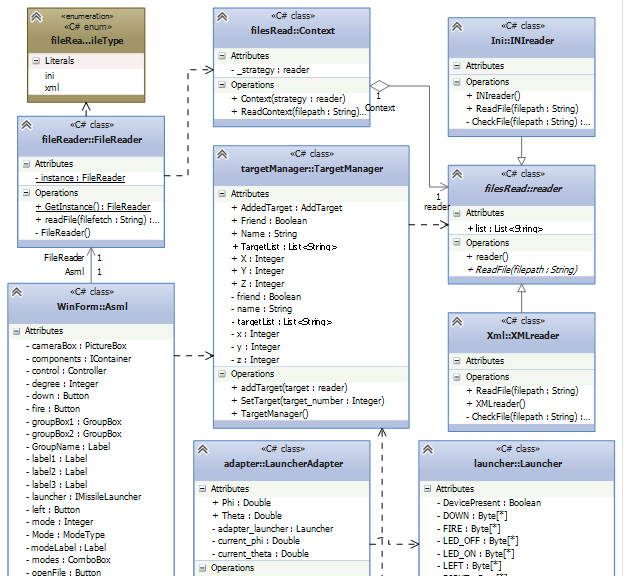 «enumeration»
«C# enum»
fileRea...ileType
Literals
ini
xml
«C# class»
filesRead::Context
Attributes
- _strategy : reader
Operations
+ Context(strategy : reader)
+ ReadContext(filepath : String)...
«C# class»
Ini::INIreader
Attributes
Operations
+ INIreader()
+ ReadFile(filepath : String)
- CheckFile(filepath : String) :...
1
Context
«C# class»
fileReader::FileReader
Attributes
- instance : FileReader
Operations
+ GetInstance() : FileReader
+ readFile(filefetch : String) :...
- FileReader()
«C# class»
targetManager::TargetManager
Attributes
+ AddedTarget : AddTarget
+ Friend : Boolean
+ Name : String
+ TargetList : List<String>
+ X : Integer
+ Y : Integer
+ Z : Integer
- friend : Boolean
- name : String
- targetList : List<String>
- x : Integer
- y : Integer
- z : Integer
Operations
+ addTarget(target : reader)
+ SetTarget(target_number : Integer)
+ TargetManager()
1
reader
«C# class»
filesRead::reader
Attributes
+ list : List<String>
Operations
+ reader()
+ ReadFile(filepath : String)
FileReader 1
Asml 1
«C# class»
WinForm::Asml
Attributes
- cameraBox : PictureBox
- components : IContainer
- control : Controller
- degree : Integer
- down : Button
- fire : Button
- groupBox1 : GroupBox
- groupBox2 : GroupBox
- GroupName : Label
- label1 : Label
- label2 : Label
- label3 : Label
- launcher : IMissileLauncher
- left : Button
- mode : Integer
- Mode : ModeType
- modeLabel : Label
- modes : ComboBox
- openFile : Button
«C# class»
Xml::XMLreader
Attributes
Operations
+ ReadFile(filepath : String)
+ XMLreader()
- CheckFile(filepath : String) :...
«C# class»
adapter::LauncherAdapter
Attributes
+ Phi : Double
+ Theta : Double
- adapter_launcher : Launcher
- current_phi : Double
- current_theta : Double
Operations
«C# class»
launcher::Launcher
Attributes
- DevicePresent : Boolean
- DOWN : Byte[*]
- FIRE : Byte[*]
- LED_OFF : Byte[*]
- LED_ON : Byte[*]
- LEFT : Byte[*]